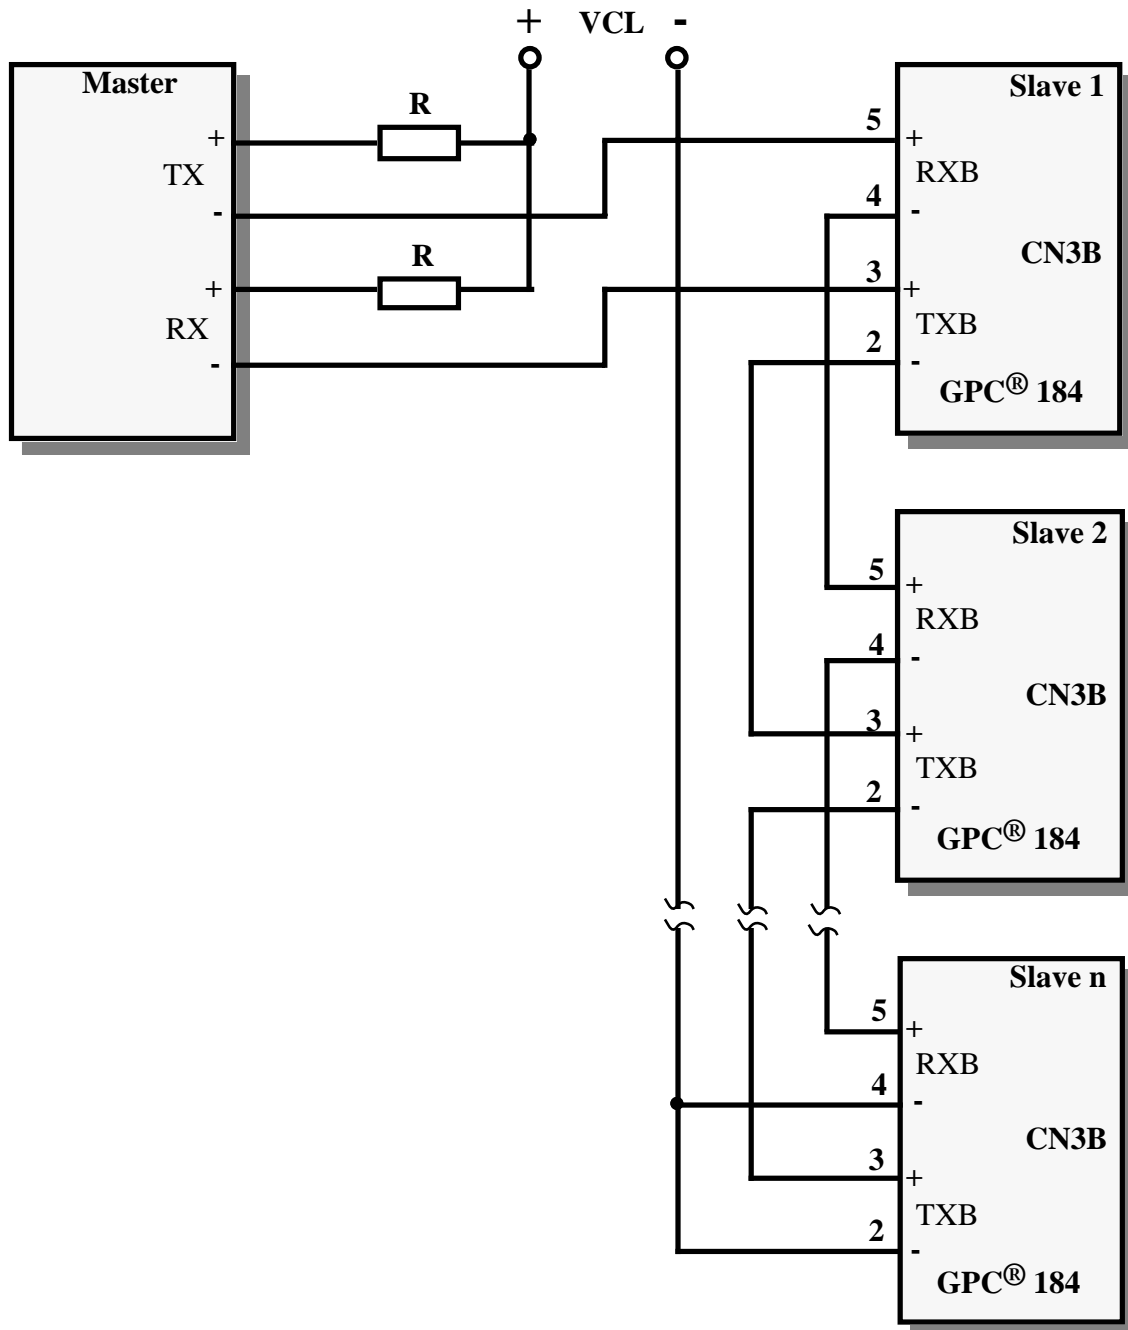 + VCL -
Master
R
+
TX
-
R
+
RX
-
Slave 1
5 +
RXB
4 -
CN3B
3 +
TXB
2 -
GPC® 184
Slave 2
5 +
RXB
4 -
CN3B
3 +
TXB
2 -
GPC® 184
Slave n
5 +
RXB
4 -
CN3B
3 +
TXB
2 -
GPC® 184